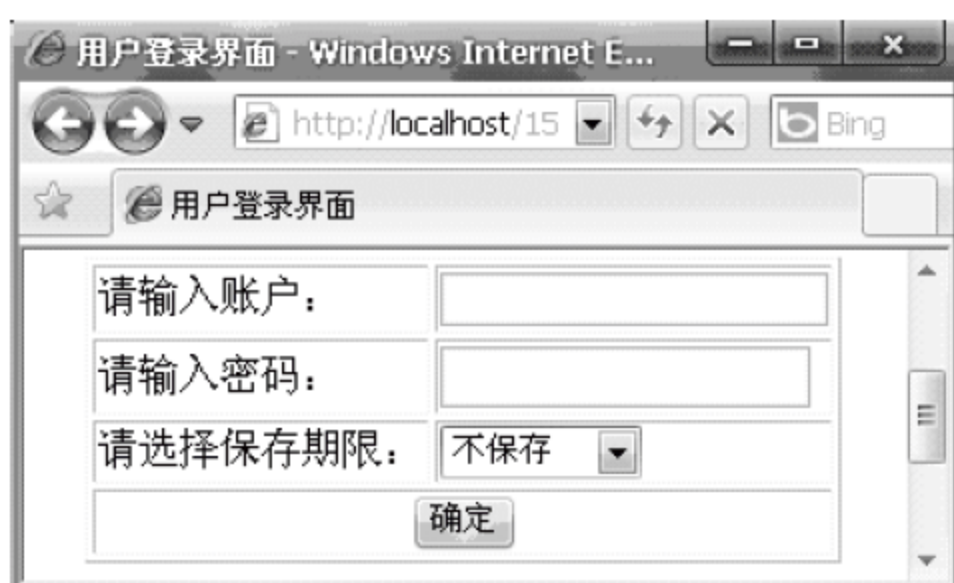 用户登录界面 - Windows Internet E...
http://localhost/15
Bing
用户登录界面
请输入账户：
请输入密码：
请选择保存期限：
不保存
确定